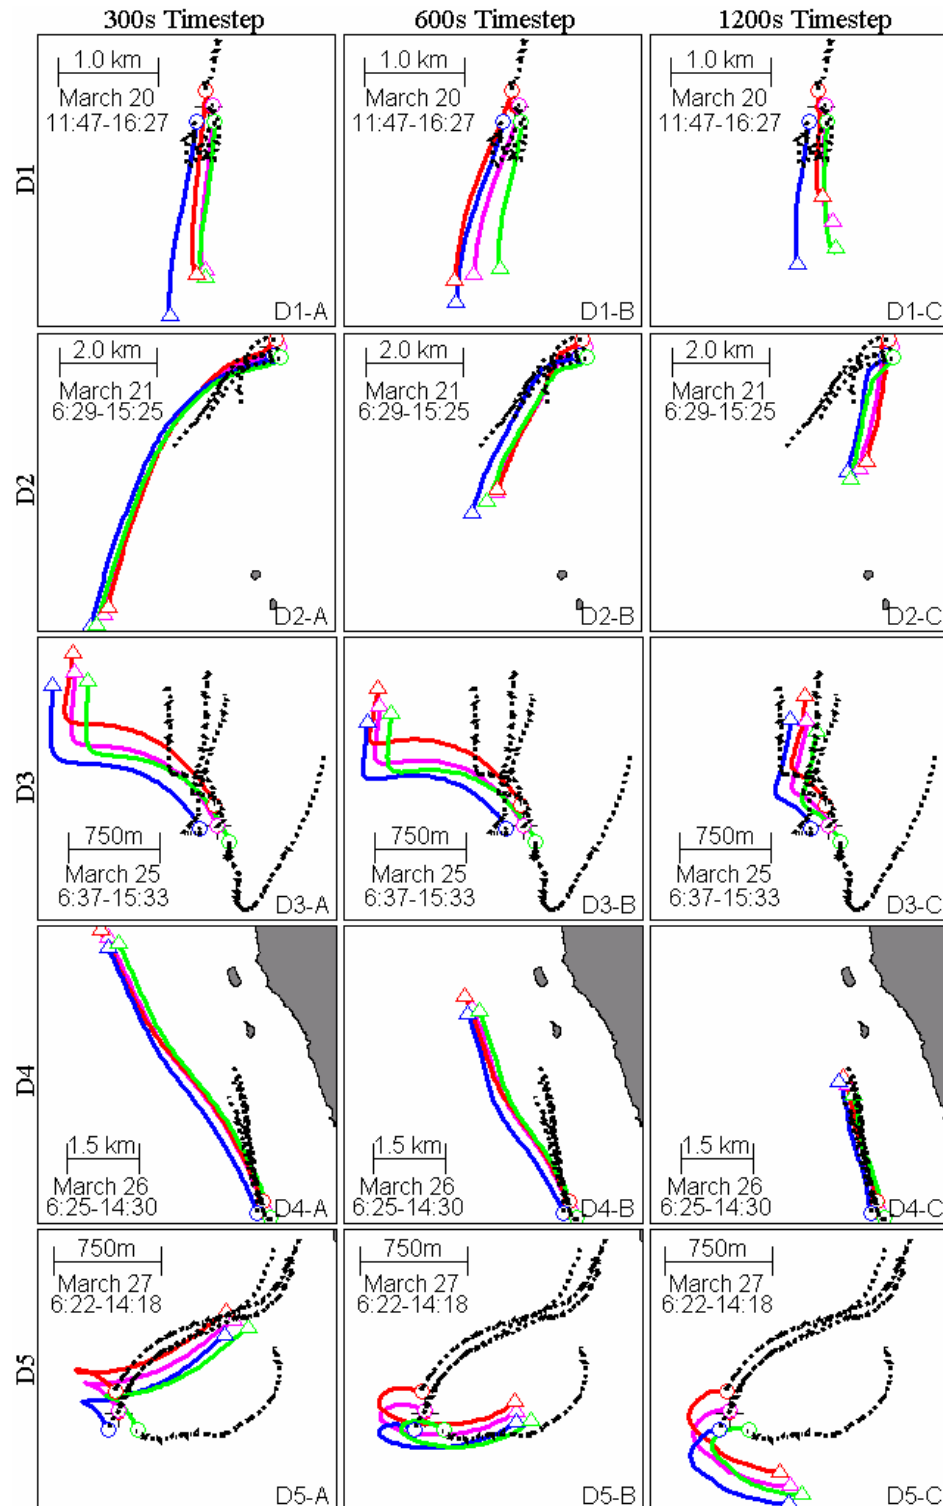 300s Timestep 600s Timestep 1200s Timestep
D1
1.0 km
March 20
11:47-16:27
D1-A
1.0 km
March 20
11:47-16:27
D1-B
1.0 km
March 20
11:47-16:27
D1-C
D2
2.0 km
March 21
6:29-15:25
D2-A
2.0 km
March 21
6:29-15:25
D2-B
2.0 km
March 21
6:29-15:25
D2-C
D3
750m
March 25
6:37-15:33
D3-A
750m
March 25
6:37-15:33
D3-B
750m
March 25
6:37-15:33
D3-C
D4
1.5 km
March 26
6:25-14:30
D4-A
1.5 km
March 26
6:25-14:30
D4-B
1.5 km
March 26
6:25-14:30
D4-C
D5
750m
March 27
6:22-14:18
D5-A
750m
March 27
6:22-14:18
D5-B
750m
March 27
6:22-14:18
D5-C